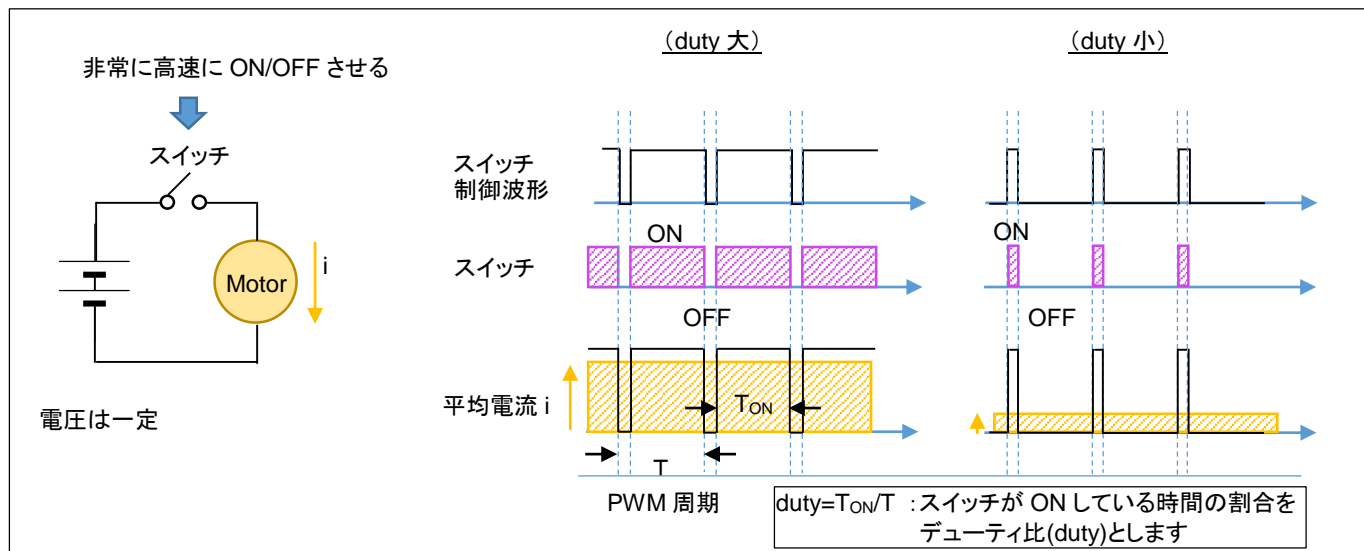 (duty 大)
(duty 小)
非常に高速に ON/OFF させる
スイッチ
スイッチ
制御波形
ON
ON
i
Motor
スイッチ
OFF
OFF
平均電流 i
TON
電圧は一定
T
PWM 周期
duty=TON/T :スイッチが ON している時間の割合を
デューティ比(duty)とします